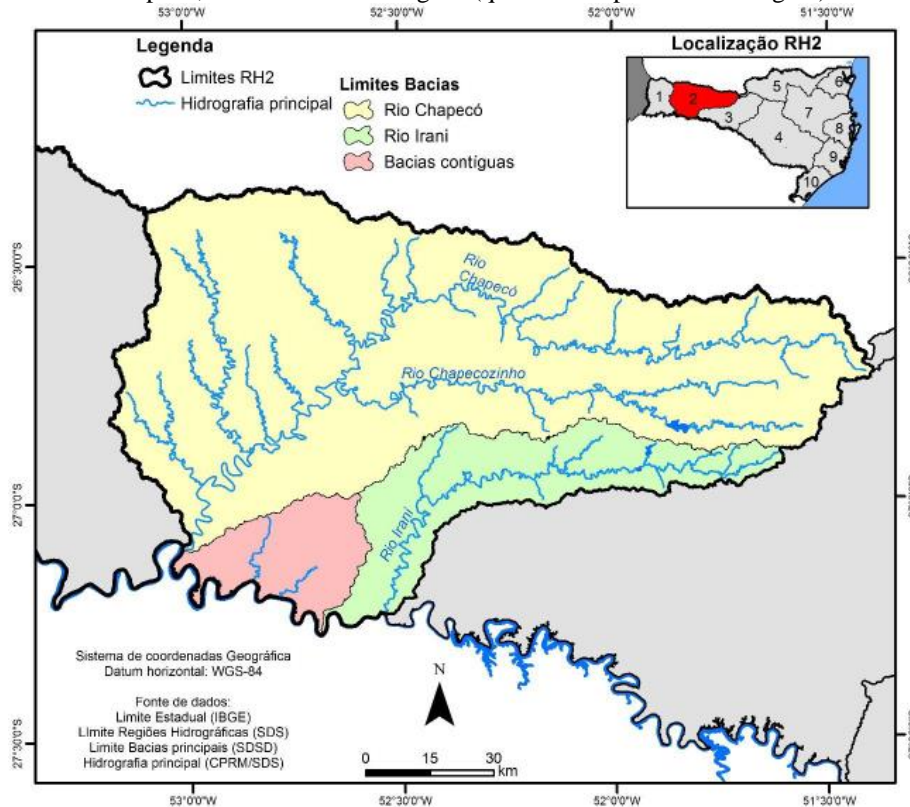 53°0'0"W
52°30'0"W
52°0'0"W
51°30'0"W
Legenda
Limites RH2
Hidrografia principal
Limites Bacias
Rio Chapecó
Rio Irani
Bacias contíguas
Localização RH2
1
2
3
4
5
6
7
8
9
10
26°30'0"S
Rio
Chapecó
Rio Chapecozinho
27°0'0"S
Rio Irani
Sistema de coordenadas Geográfica
Datum horizontal: WGS-84
Fonte de dados:
Limite Estadual (IBGE)
LImite Regiões Hidrográficas (SDS)
Limite Bacias principais (SDSD)
Hidrografia principal (CPRM/SDS)
N
0 15 30
km
27°30'0"S
53°0'0"W
52°30'0"W
52°0'0"W
51°30'0"W